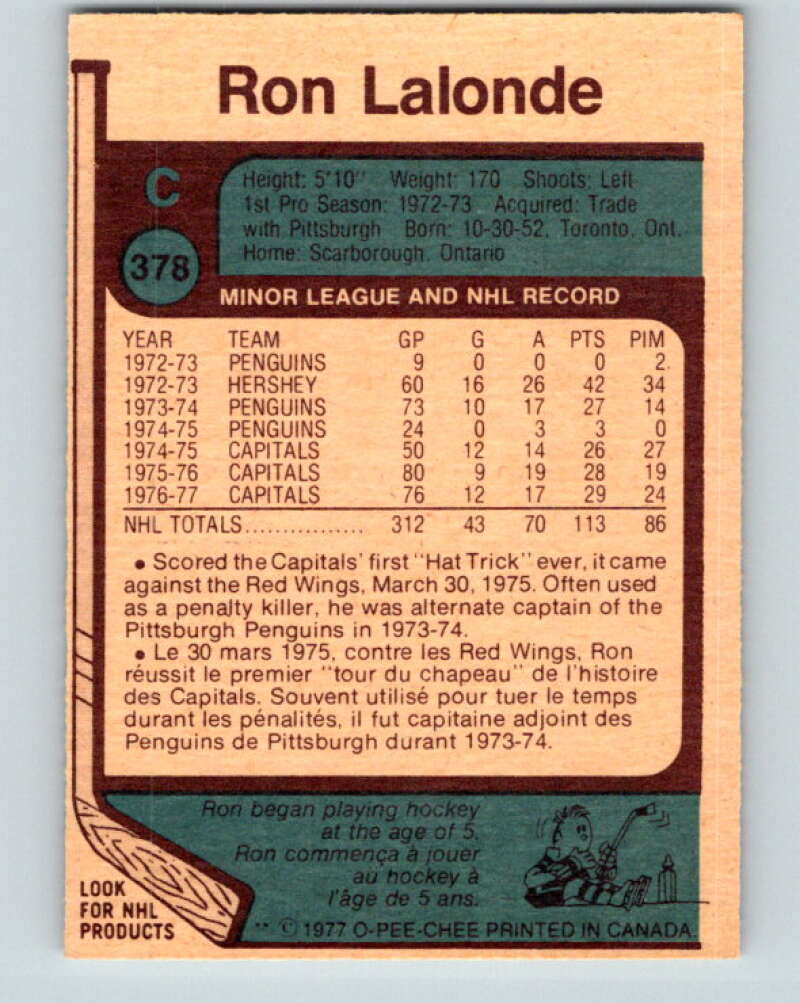 Ron Lalonde
C
Height: 5'10" Weight: 170 Shoots: Left
1st Pro Season: 1972-73 Acquired: Trade
with Pittsburgh Born: 10-30-52, Toronto, Ont.
Home: Scarborough, Ontario
378
MINOR LEAGUE AND NHL RECORD
YEAR TEAM GP G A PTS PIM
1972-73 PENGUINS 9 0 0 0 2
1972-73 HERSHEY 60 16 26 42 34
1973-74 PENGUINS 73 10 17 27 14
1974-75 PENGUINS 24 0 3 3 0
1974-75 CAPITALS 50 12 14 26 27
1975-76 CAPITALS 80 9 19 28 19
1976-77 CAPITALS 76 12 17 29 24
NHL TOTALS................ 312 43 70 113 86
• Scored the Capitals' first "Hat Trick" ever, it came
against the Red Wings, March 30, 1975. Often used
as a penalty killer, he was alternate captain of the
Pittsburgh Penguins in 1973-74.
• Le 30 mars 1975, contre les Red Wings, Ron
réussit le premier "tour du chapeau" de l'histoire
des Capitals. Souvent utilisé pour tuer le temps
durant les pénalités, il fut capitaine adjoint des
Penguins de Pittsburgh durant 1973-74.
Ron began playing hockey
at the age of 5.
Ron commença à jouer
au hockey à
l'âge de 5 ans.
LOOK
FOR NHL
PRODUCTS
** © 1977 O-PEE-CHEE PRINTED IN CANADA